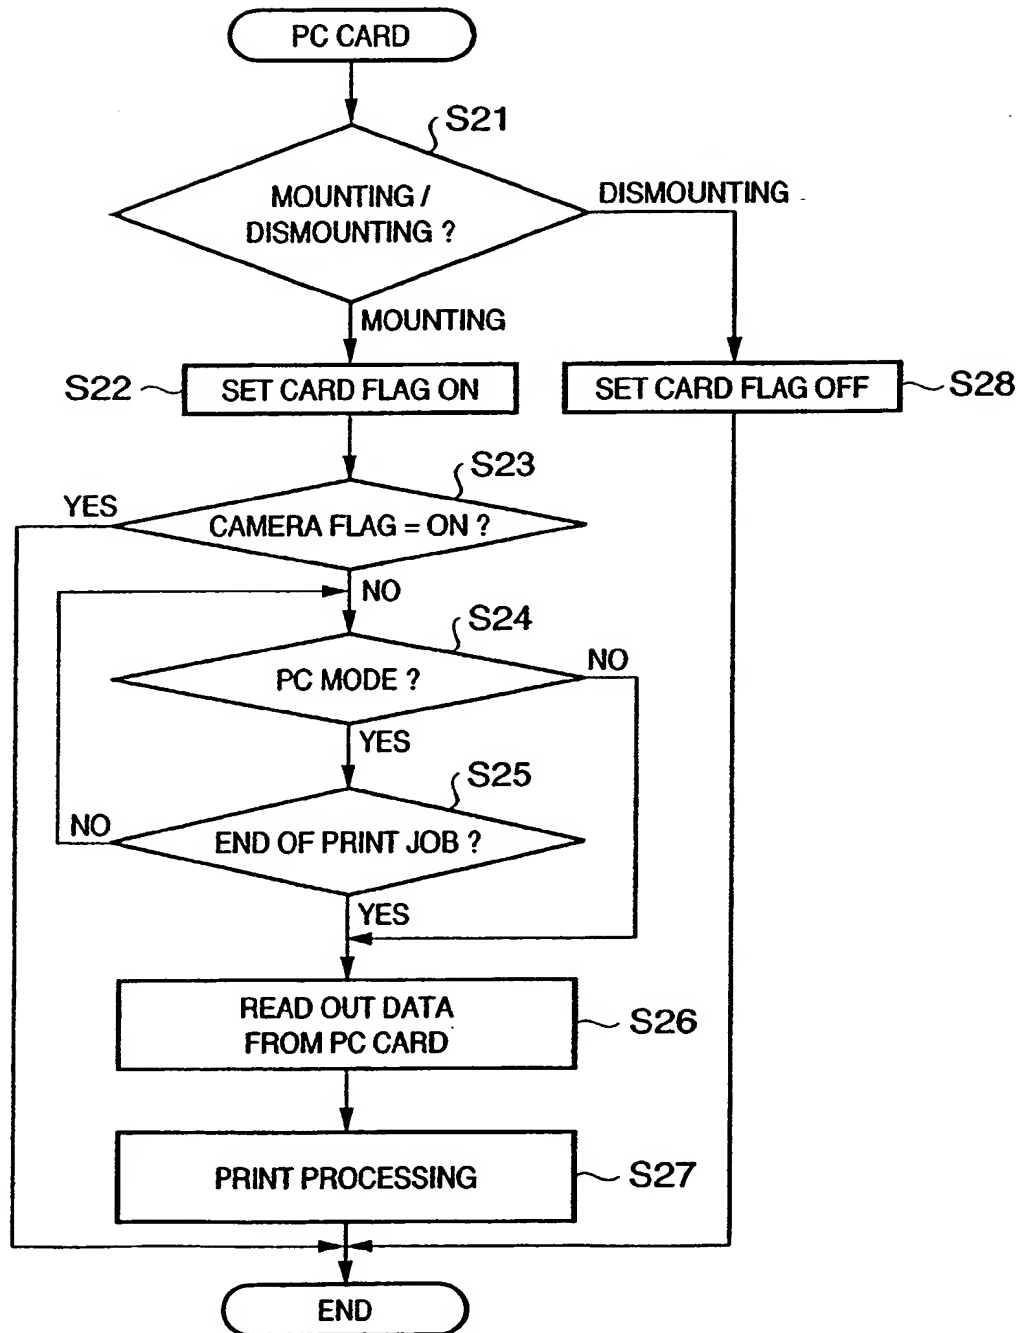 PC CARD
S21
MOUNTING /
DISMOUNTING ?
DISMOUNTING
MOUNTING
S22
SET CARD FLAG ON
SET CARD FLAG OFF
S28
S23
YES
CAMERA FLAG = ON ?
NO
S24
PC MODE ?
NO
YES
S25
NO
END OF PRINT JOB ?
YES
READ OUT DATA
FROM PC CARD
S26
PRINT PROCESSING
S27
END